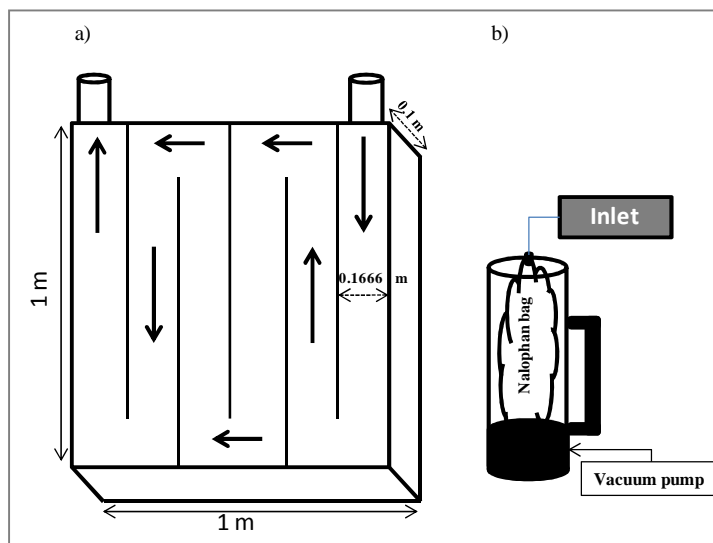 a)
b)
0.1 m
Inlet
0.1666 m
1 m
Nalophan bag
Vacuum pump
1 m